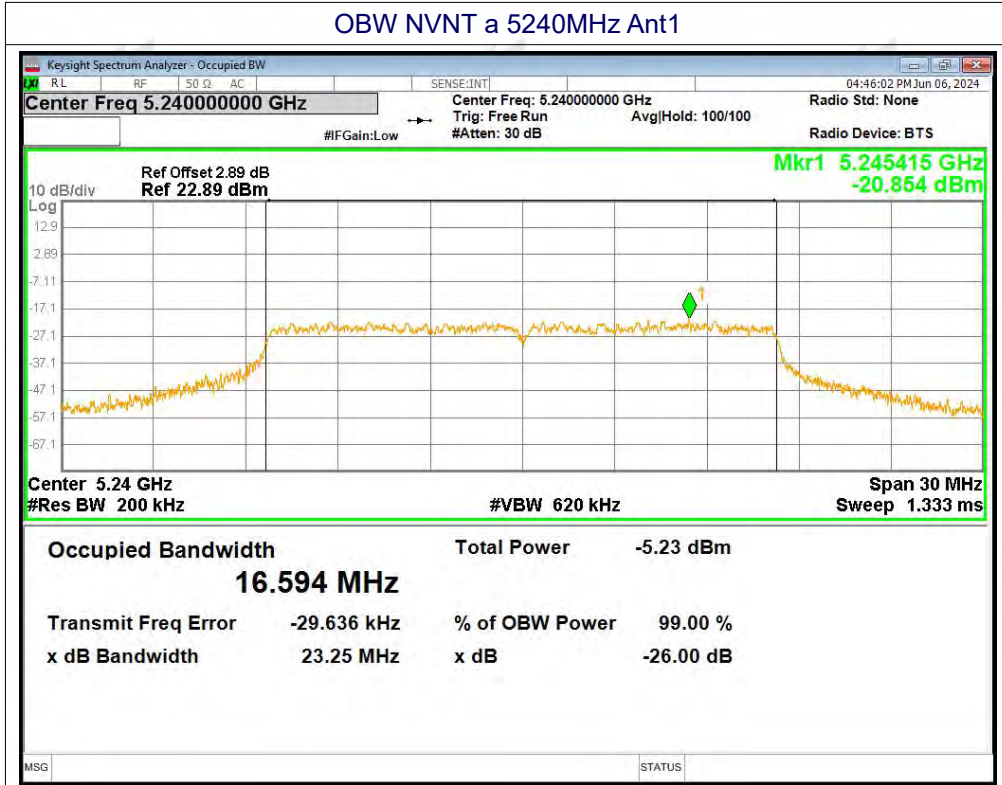 OBW NVNT a 5240MHz Ant1
Keysight Spectrum Analyzer - Occupied BW
LXI RL RF 50 Ω AC SENSE:INT 04:46:02 PM Jun 06, 2024
Center Freq 5.240000000 GHz Center Freq: 5.240000000 GHz Radio Std: None
Trig: Free Run Avg|Hold: 100/100
#IFGain:Low #Atten: 30 dB Radio Device: BTS
Mkr1 5.245415 GHz
-20.854 dBm
Ref Offset 2.89 dB
10 dB/div Ref 22.89 dBm
Log
12.9
2.89
-7.11
-17.1
-27.1
-37.1
-47.1
-57.1
-67.1
1
Center 5.24 GHz Span 30 MHz
#Res BW 200 kHz #VBW 620 kHz Sweep 1.333 ms
Occupied Bandwidth Total Power -5.23 dBm
16.594 MHz
Transmit Freq Error -29.636 kHz % of OBW Power 99.00 %
x dB Bandwidth 23.25 MHz x dB -26.00 dB
MSG STATUS